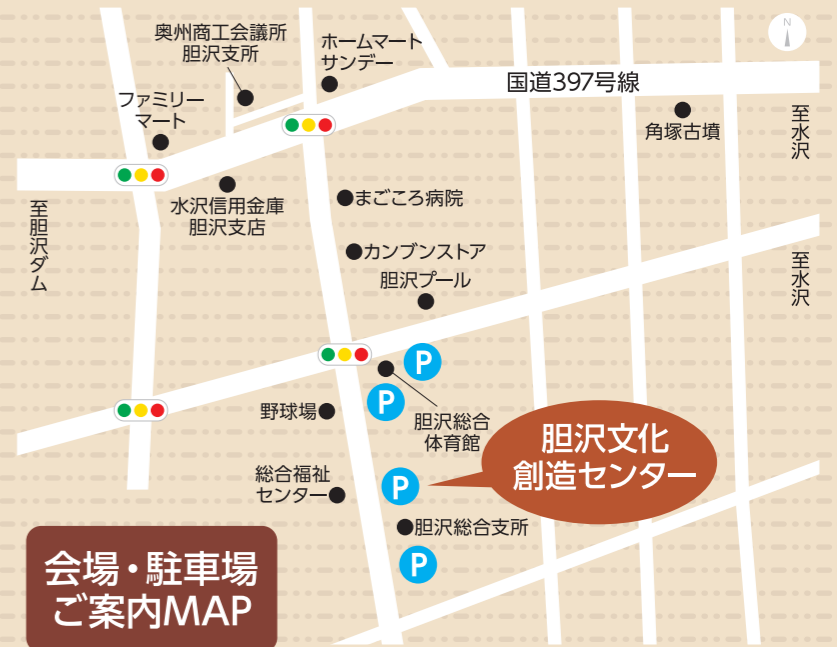 奥州商工会議所
胆沢支所
ホームマート
サンデー
N
国道397号線
ファミリー
マート
角塚古墳
至水沢
水沢信用金庫
胆沢支店
まごころ病院
至胆沢ダム
カンブンストア
至水沢
胆沢プール
P
P
野球場
胆沢総合
体育館
胆沢文化
創造センター
総合福祉
センター
P
胆沢総合支所
P
会場・駐車場
ご案内MAP